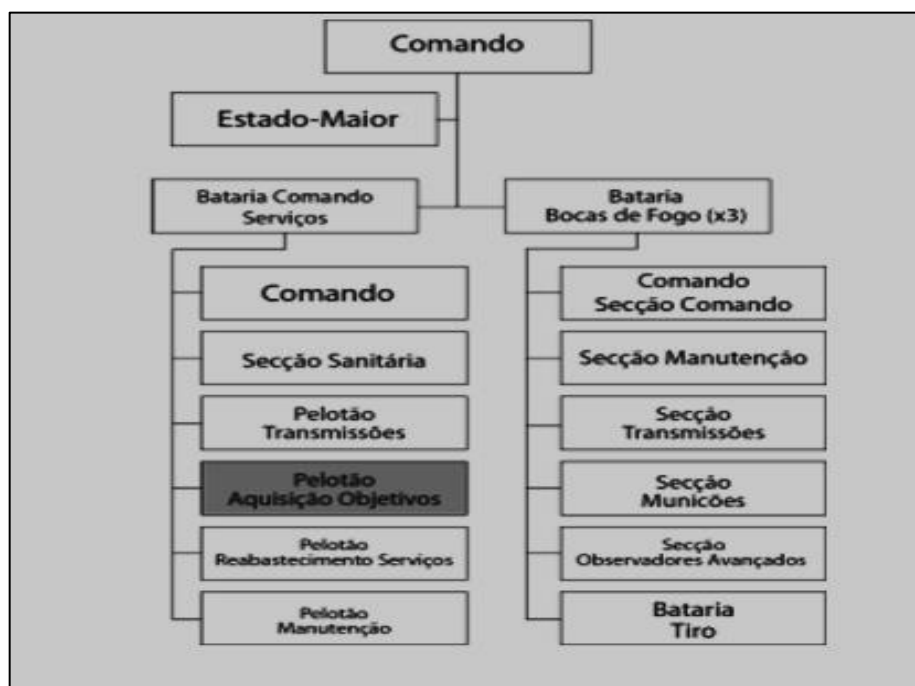 Comando
Estado-Maior
Bataria Comando
Serviços
Bataria
Bocas de Fogo (x3)
Comando
Secção Sanitária
Pelotão
Transmissões
Pelotão
Aquisição Objetivos
Pelotão
Reabastecimento Serviços
Pelotão
Manutenção
Comando
Secção Comando
Secção Manutenção
Secção
Transmissões
Secção
Municões
Secção
Observadores Avançados
Bataria
Tiro